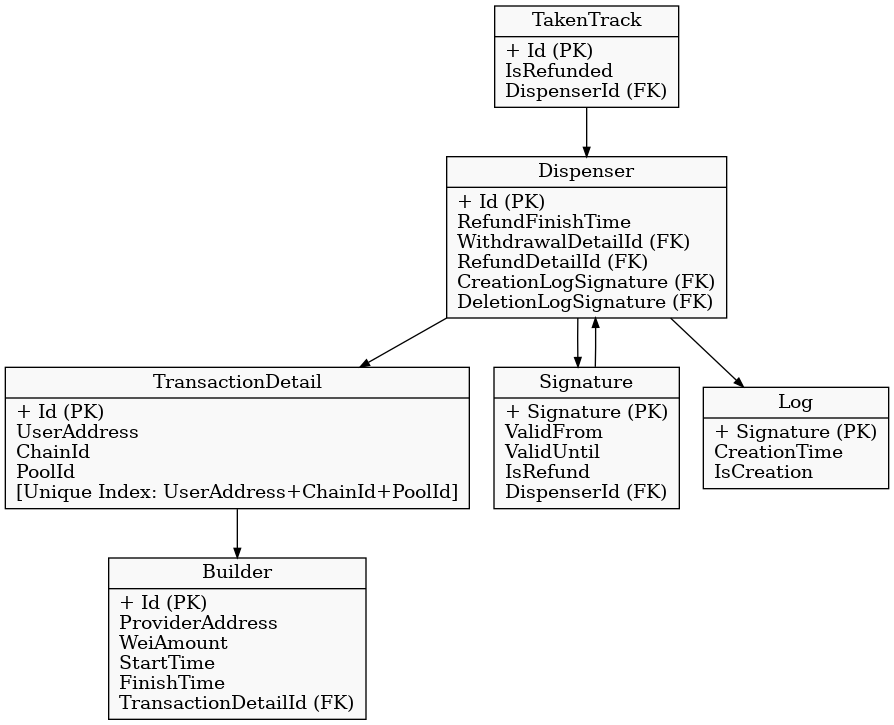 TakenTrack
+ Id (PK)
IsRefunded
DispenserId (FK)
Dispenser
+ Id (PK)
RefundFinishTime
WithdrawalDetailId (FK)
RefundDetailId (FK)
CreationLogSignature (FK)
DeletionLogSignature (FK)
TransactionDetail
+ Id (PK)
UserAddress
ChainId
PoolId
[Unique Index: UserAddress+ChainId+PoolId]
Signature
+ Signature (PK)
ValidFrom
ValidUntil
IsRefund
DispenserId (FK)
Log
+ Signature (PK)
CreationTime
IsCreation
Builder
+ Id (PK)
ProviderAddress
WeiAmount
StartTime
FinishTime
TransactionDetailId (FK)